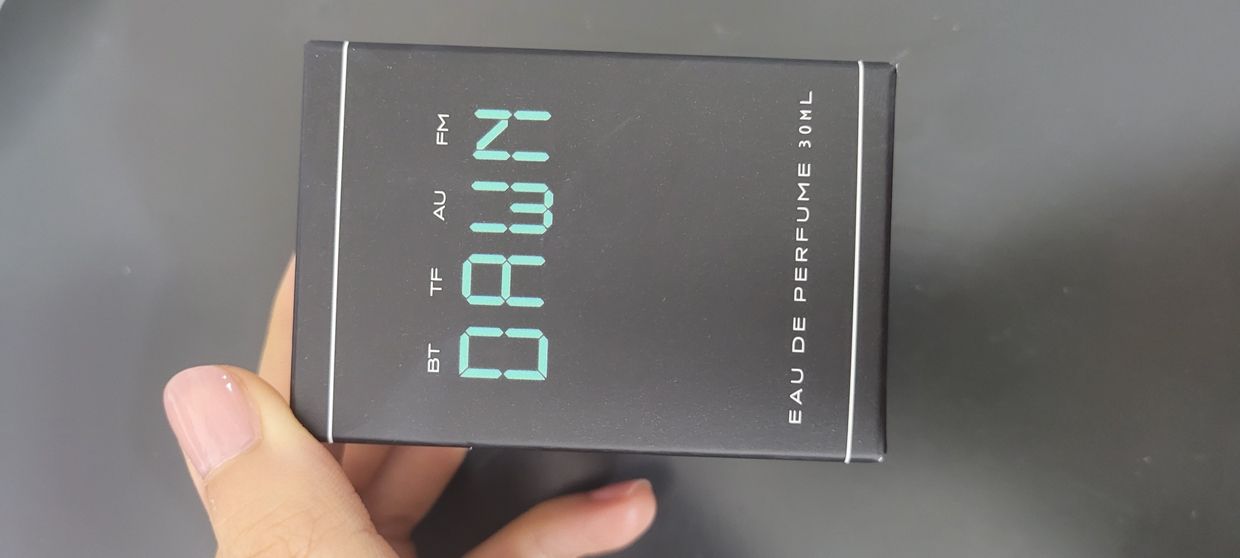 BT TF AU FM
DAWN
EAU DE PERFUME 30ML